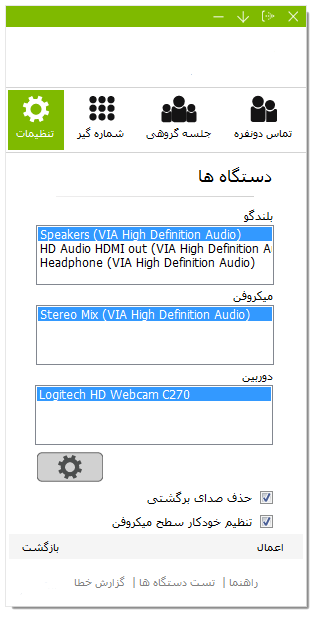 تماس دونفره جلسه گروهی شماره گیر تنظیمات
دستگاه ها
بلندگو
Speakers (VIA High Definition Audio)
HD Audio HDMI out (VIA High Definition A
Headphone (VIA High Definition Audio)
میکروفن
Stereo Mix (VIA High Definition Audio)
دوربین
Logitech HD Webcam C270
حذف صدای برگشتی
تنظیم خودکار سطح میکروفن
اعمال بازگشت
راهنما | تست دستگاه ها | گزارش خطا